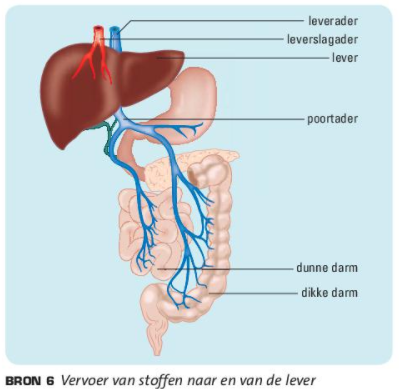 leverader
leverslagader
lever
poortader
dunne darm
dikke darm
BRON 6 Vervoer van stoffen naar en van de lever